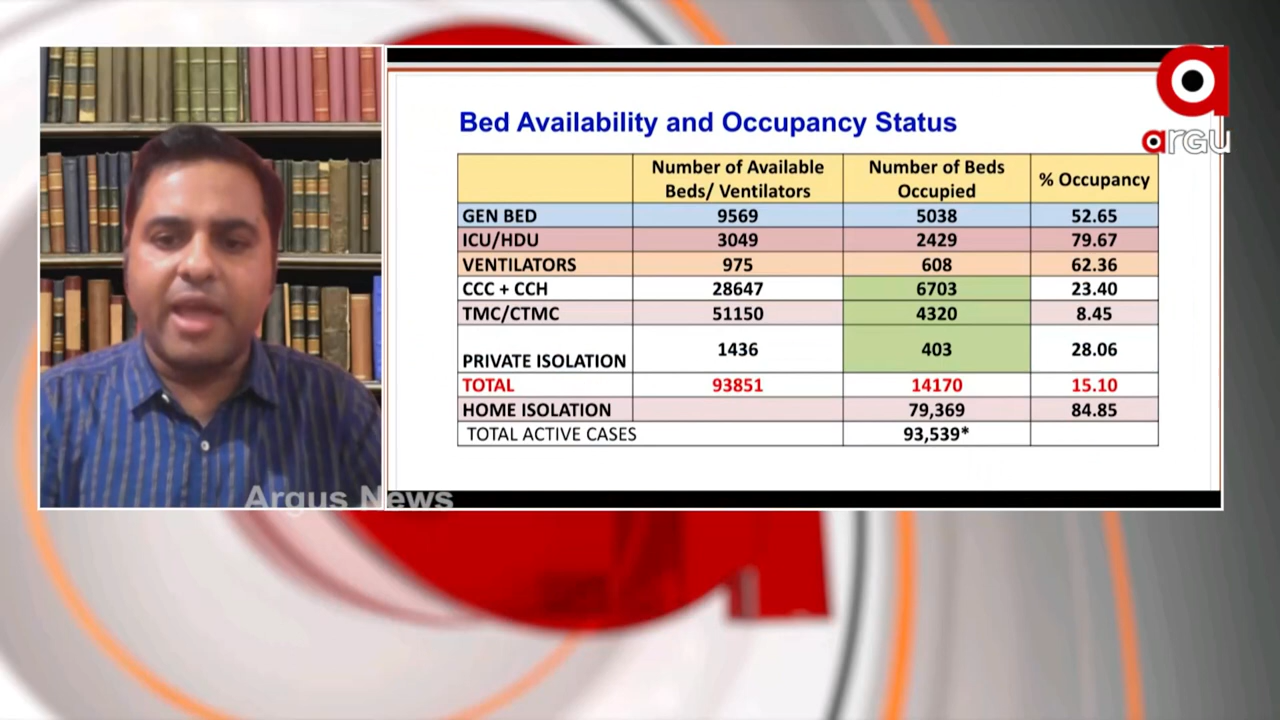 Bed Availability and Occupancy Status
Number of Available Beds/ Ventilators | Number of Beds Occupied | % Occupancy
GEN BED | 9569 | 5038 | 52.65
ICU/HDU | 3049 | 2429 | 79.67
VENTILATORS | 975 | 608 | 62.36
CCC + CCH | 28647 | 6703 | 23.40
TMC/CTMC | 51150 | 4320 | 8.45
PRIVATE ISOLATION | 1436 | 403 | 28.06
TOTAL | 93851 | 14170 | 15.10
HOME ISOLATION | 79,369 | 84.85
TOTAL ACTIVE CASES | 93,539*
argu
Argus News